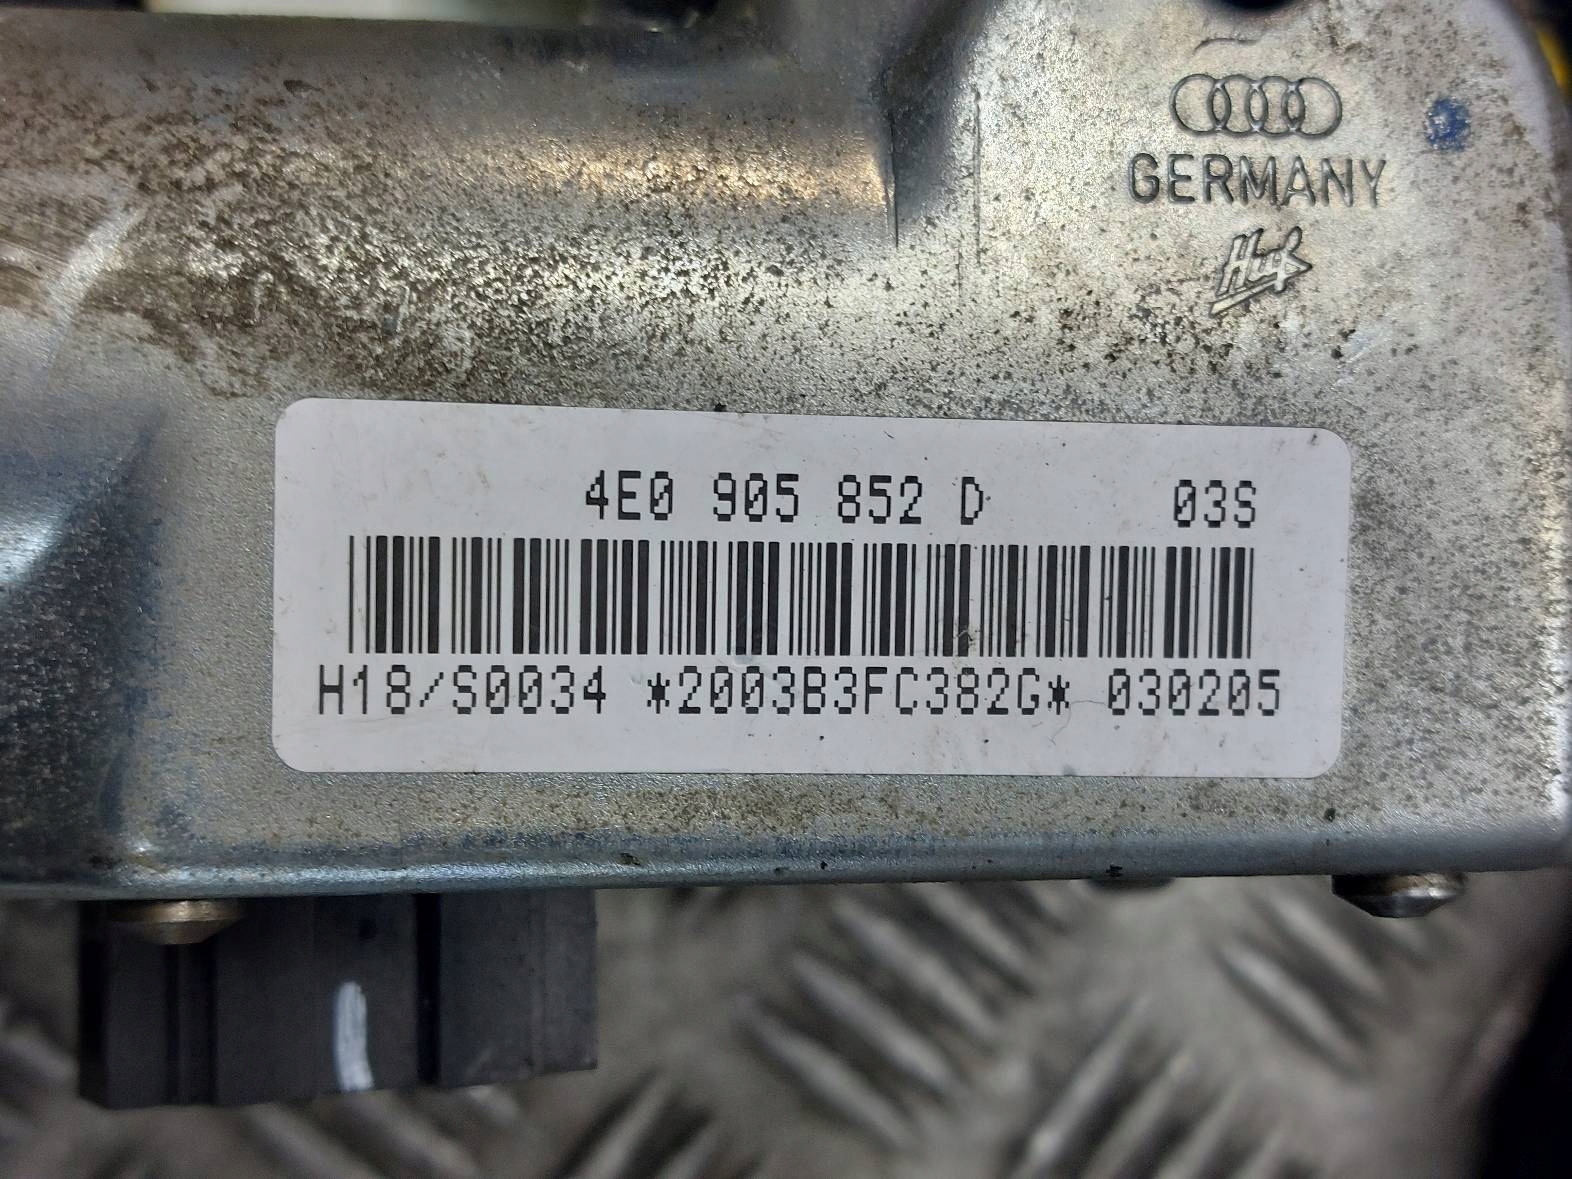 GERMANY
Huf
4E0 905 852 D 03S
H18/S0034 *2003B3FC382G* 030205